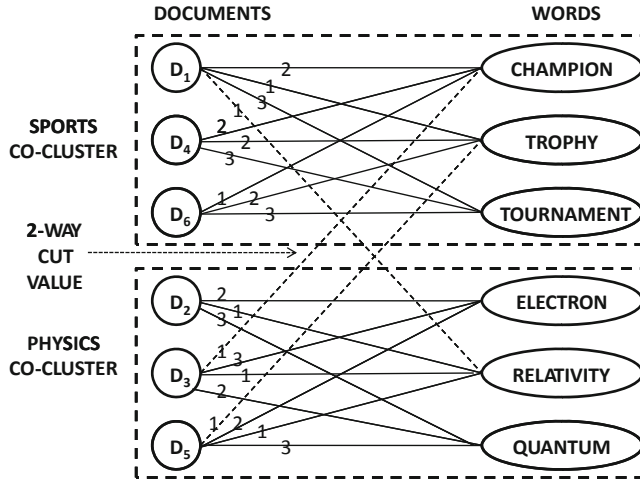 DOCUMENTS WORDS
D1 2 CHAMPION
1
1 3
SPORTS
CO-CLUSTER
D4 2 2 TROPHY
3
D6 1 2 3 TOURNAMENT
2-WAY
CUT
VALUE
D2 2 1 ELECTRON
3
PHYSICS
CO-CLUSTER
D3 1 3 1 RELATIVITY
2
D5 1 2 1 3 QUANTUM